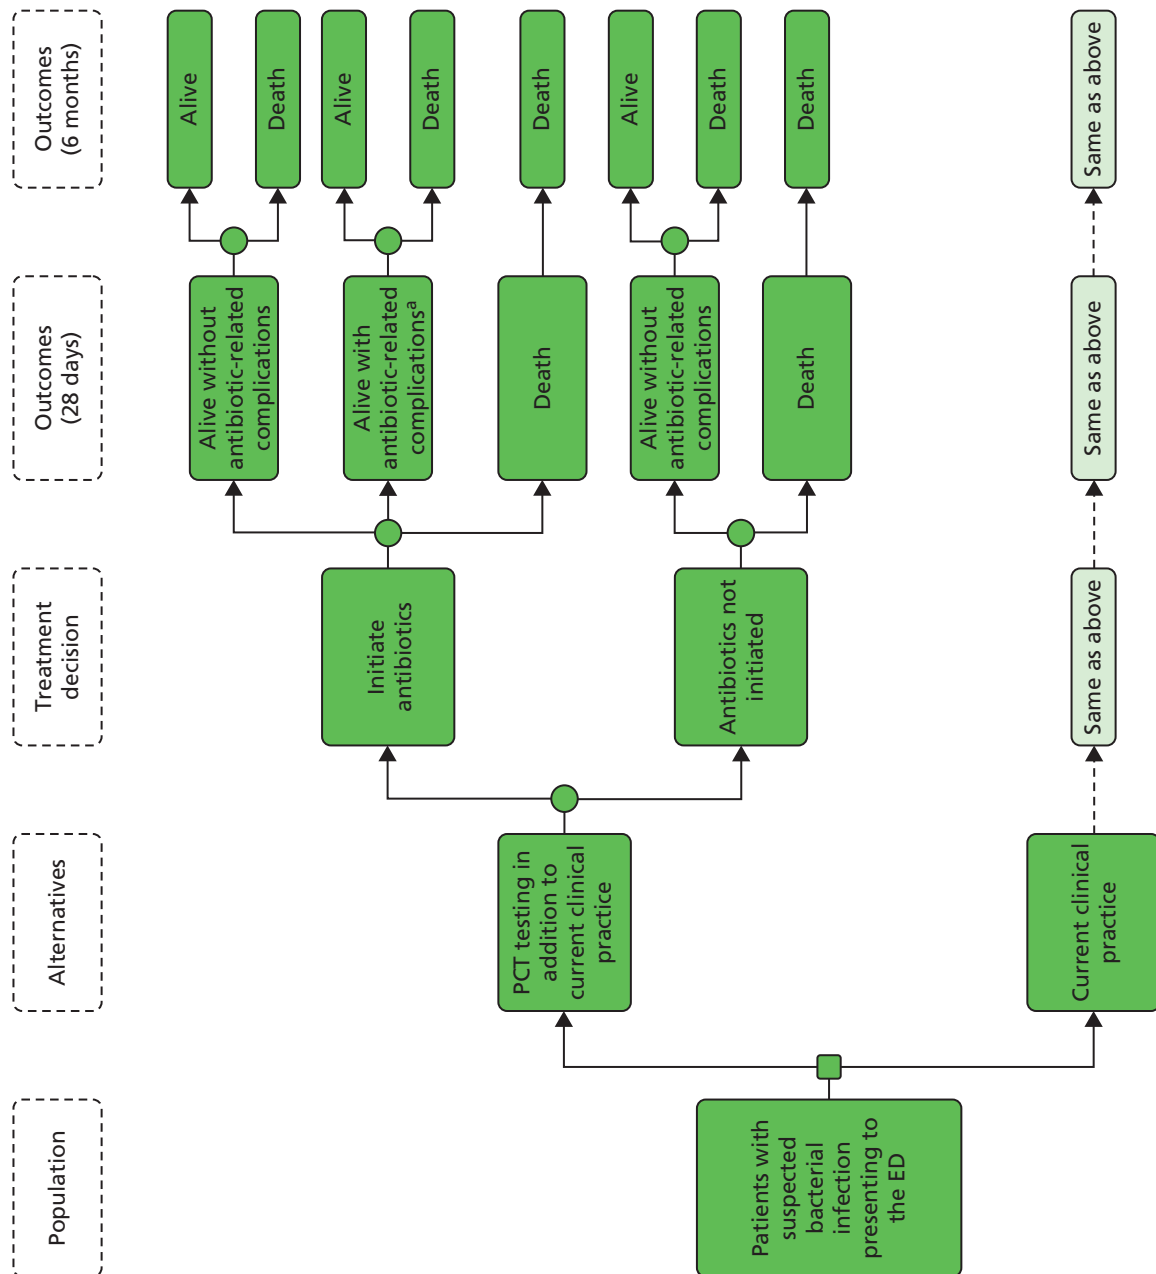 Population
Alternatives
Treatment
decision
Outcomes
(28 days)
Outcomes
(6 months)
Patients with
suspected
bacterial
infection
presenting to
the ED
PCT testing in
addition to
current clinical
practice
Initiate
antibiotics
Alive without
antibiotic-related
complications
Alive
Death
Alive with
antibiotic-related
complicationsᵃ
Alive
Death
Death
Death
Antibiotics not
initiated
Alive without
antibiotic-related
complications
Alive
Death
Death
Death
Current clinical
practice
Same as above
Same as above
Same as above